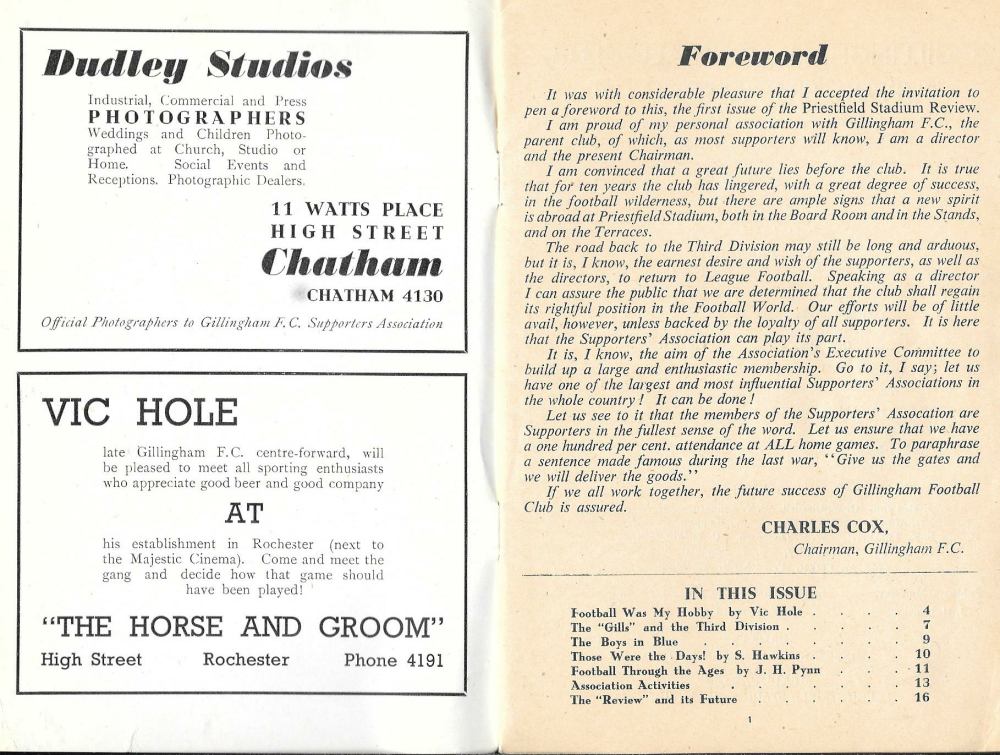 Dudley Studios
Industrial, Commercial and Press
PHOTOGRAPHERS
Weddings and Children Photo-
graphed at Church, Studio or
Home. Social Events and
Receptions. Photographic Dealers.
11 WATTS PLACE
HIGH STREET
Chatham
CHATHAM 4130
Official Photographers to Gillingham F.C. Supporters Association
VIC HOLE
late Gillingham F.C. centre-forward, will
be pleased to meet all sporting enthusiasts
who appreciate good beer and good company
AT
his establishment in Rochester (next to
the Majestic Cinema). Come and meet the
gang and decide how that game should
have been played!
"THE HORSE AND GROOM"
High Street Rochester Phone 4191
Foreword
It was with considerable pleasure that I accepted the invitation to
pen a foreword to this, the first issue of the Priestfield Stadium Review.
I am proud of my personal association with Gillingham F.C., the
parent club, of which, as most supporters will know, I am a director
and the present Chairman.
I am convinced that a great future lies before the club. It is true
that for ten years the club has lingered, with a great degree of success,
in the football wilderness, but there are ample signs that a new spirit
is abroad at Priestfield Stadium, both in the Board Room and in the Stands,
and on the Terraces.
The road back to the Third Division may still be long and arduous,
but it is, I know, the earnest desire and wish of the supporters, as well as
the directors, to return to League Football. Speaking as a director
I can assure the public that we are determined that the club shall regain
its rightful position in the Football World. Our efforts will be of little
avail, however, unless backed by the loyalty of all supporters. It is here
that the Supporters' Association can play its part.
It is, I know, the aim of the Association's Executive Committee to
build up a large and enthusiastic membership. Go to it, I say; let us
have one of the largest and most influential Supporters' Associations in
the whole country! It can be done!
Let us see to it that the members of the Supporters' Assocation are
Supporters in the fullest sense of the word. Let us ensure that we have
a one hundred per cent. attendance at ALL home games. To paraphrase
a sentence made famous during the last war, "Give us the gates and
we will deliver the goods."
If we all work together, the future success of Gillingham Football
Club is assured.
CHARLES COX,
Chairman, Gillingham F.C.
IN THIS ISSUE
Football Was My Hobby by Vic Hole . . . . 4
The "Gills" and the Third Division . . . . . 7
The Boys in Blue . . . . . . . 9
Those Were the Days! by S. Hawkins . . . . 10
Football Through the Ages by J. H. Pynn . . . 11
Association Activities . . . . . . 13
The "Review" and its Future . . . . . . 16
1